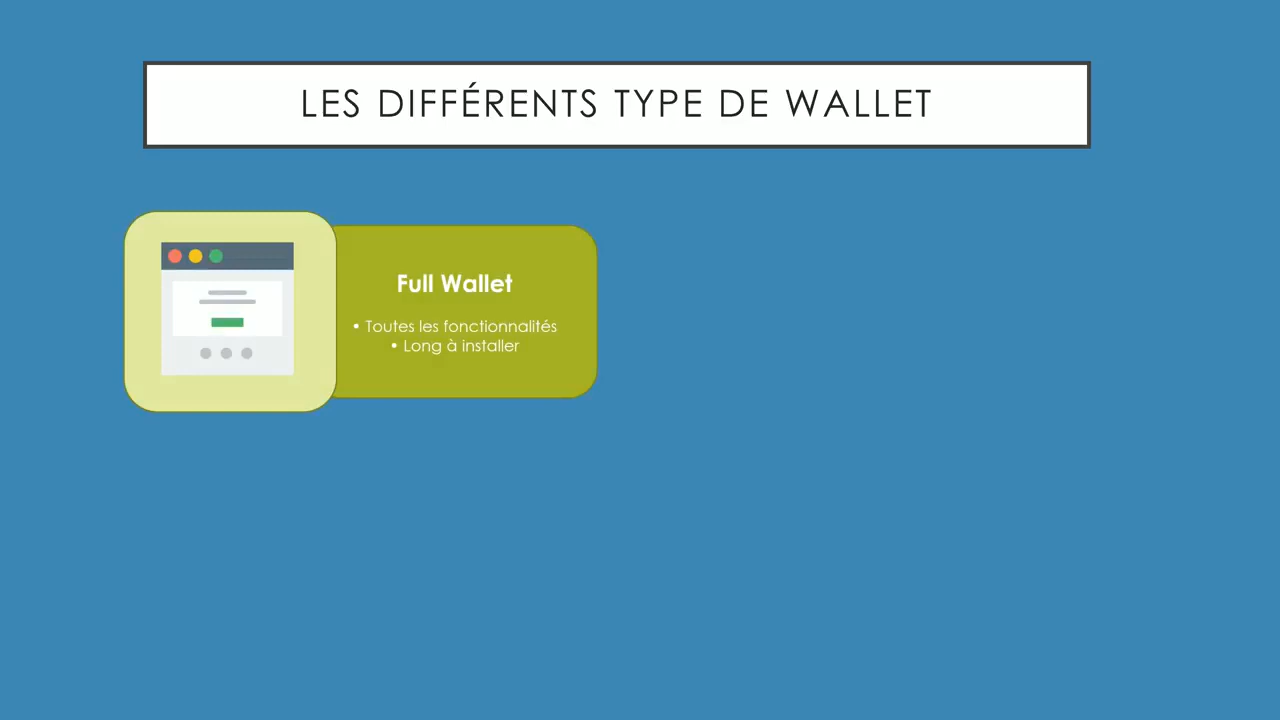 LES DIFFÉRENTS TYPE DE WALLET
Full Wallet
• Toutes les fonctionnalités
• Long à installer